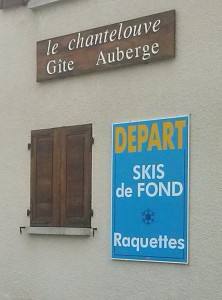 le chantelouve
Gîte Auberge
DEPART
SKIS
de FOND
Raquettes